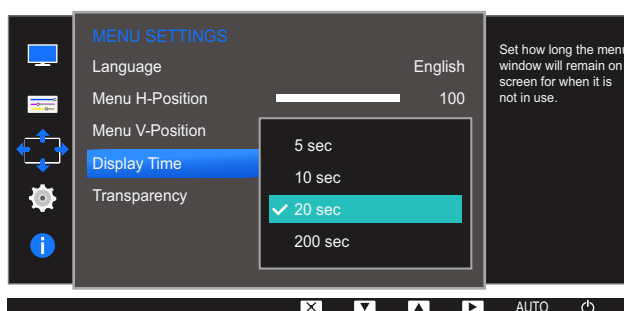 MENU SETTINGS
Language English
Menu H-Position 100
Menu V-Position
Display Time
Transparency
5 sec
10 sec
20 sec
200 sec
Set how long the menu
window will remain on
screen for when it is
not in use.
AUTO